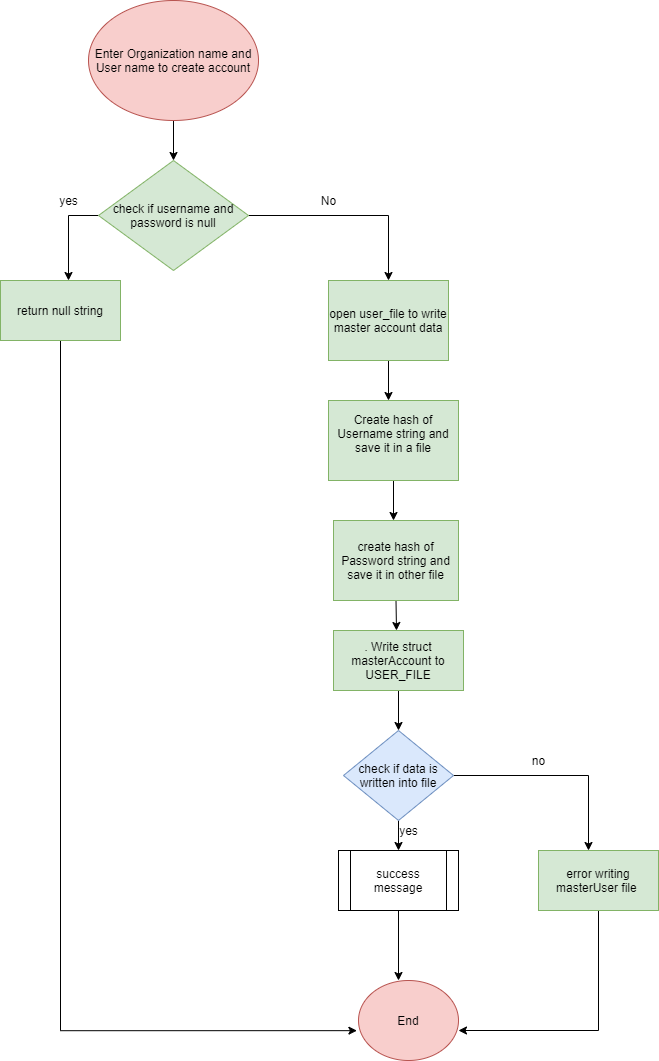 Enter Organization name and
User name to create account
check if username and
password is null
yes
No
return null string
open user_file to write
master account data
Create hash of
Username string and
save it in a file
create hash of
Password string and
save it in other file
. Write struct
masterAccount to
USER_FILE
check if data is
written into file
no
yes
success
message
error writing
masterUser file
End